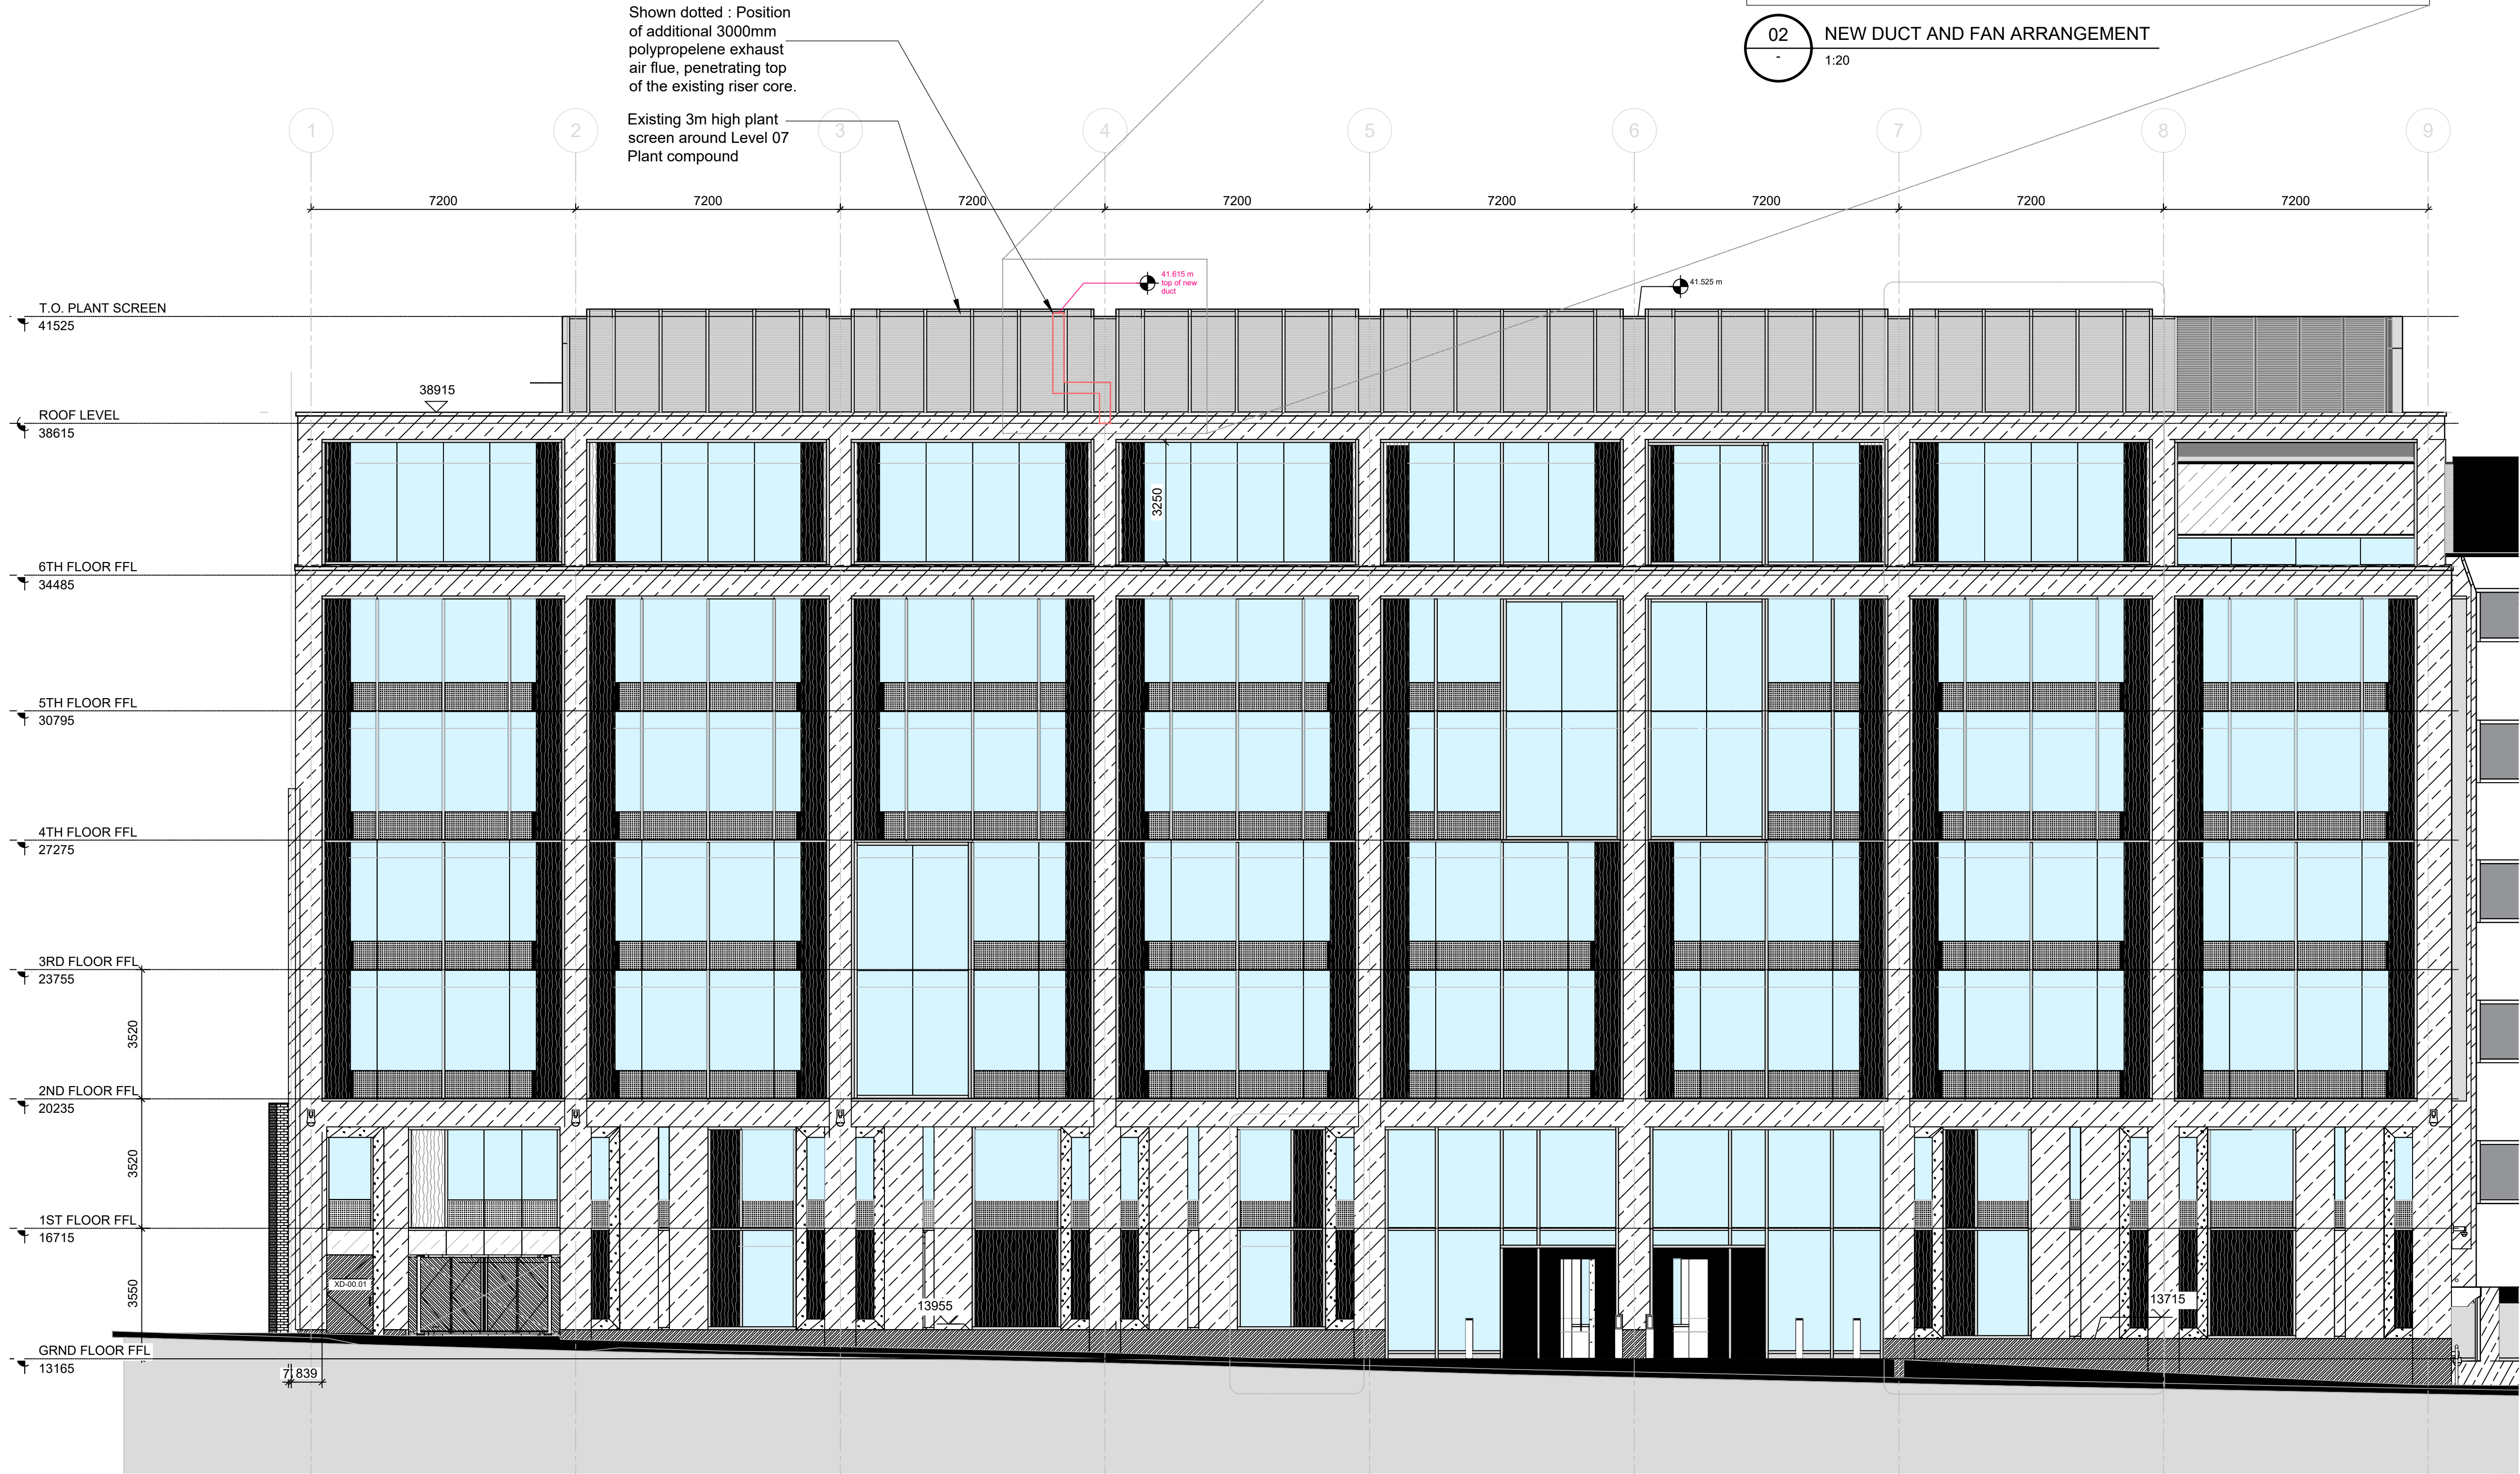 Shown dotted : Position
of additional 3000mm
polypropelene exhaust
air flue, penetrating top
of the existing riser core.
Existing 3m high plant
screen around Level 07
Plant compound
02
-
NEW DUCT AND FAN ARRANGEMENT
1:20
1
2
3
4
5
6
7
8
9
7200
7200
7200
7200
7200
7200
7200
7200
41.615 m
top of new
duct
41.525 m
T.O. PLANT SCREEN
41525
38915
ROOF LEVEL
38615
3250
6TH FLOOR FFL
34485
5TH FLOOR FFL
30795
4TH FLOOR FFL
27275
3RD FLOOR FFL
23755
3520
2ND FLOOR FFL
20235
3520
1ST FLOOR FFL
16715
XD-00.01
3550
13955
13715
GRND FLOOR FFL
13165
839